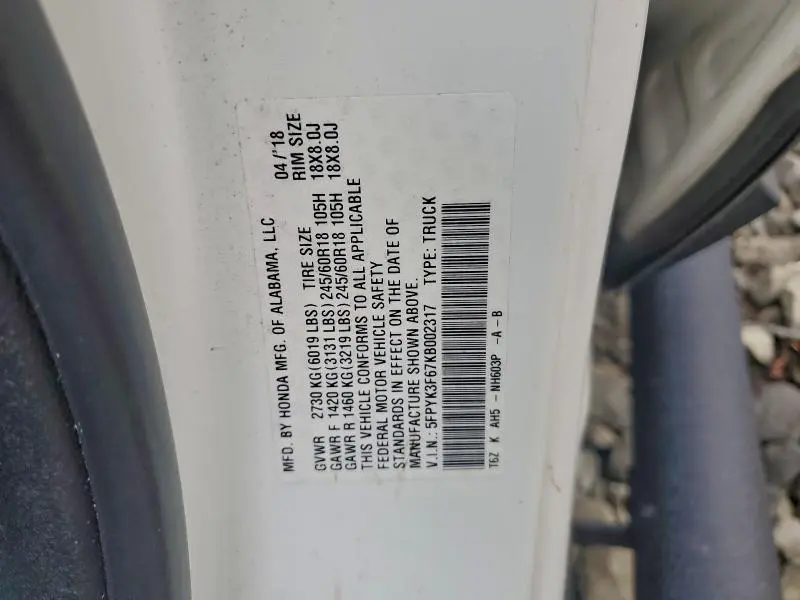 MFD. BY HONDA MFG. OF ALABAMA, LLC 04/'18
GVWR 2730 KG(6019 LBS) TIRE SIZE RIM SIZE
GAWR F 1420 KG(3131 LBS)245/60R18 105H 18X8.0J
GAWR R 1460 KG(3219 LBS)245/60R18 105H 18X8.0J
THIS VEHICLE CONFORMS TO ALL APPLICABLE
FEDERAL MOTOR VEHICLE SAFETY
STANDARDS IN EFFECT ON THE DATE OF
MANUFACTURE SHOWN ABOVE.
V.I.N.: 5FPYK3F67KB002317 TYPE: TRUCK
T6Z K AH5 - NH603P -A-B